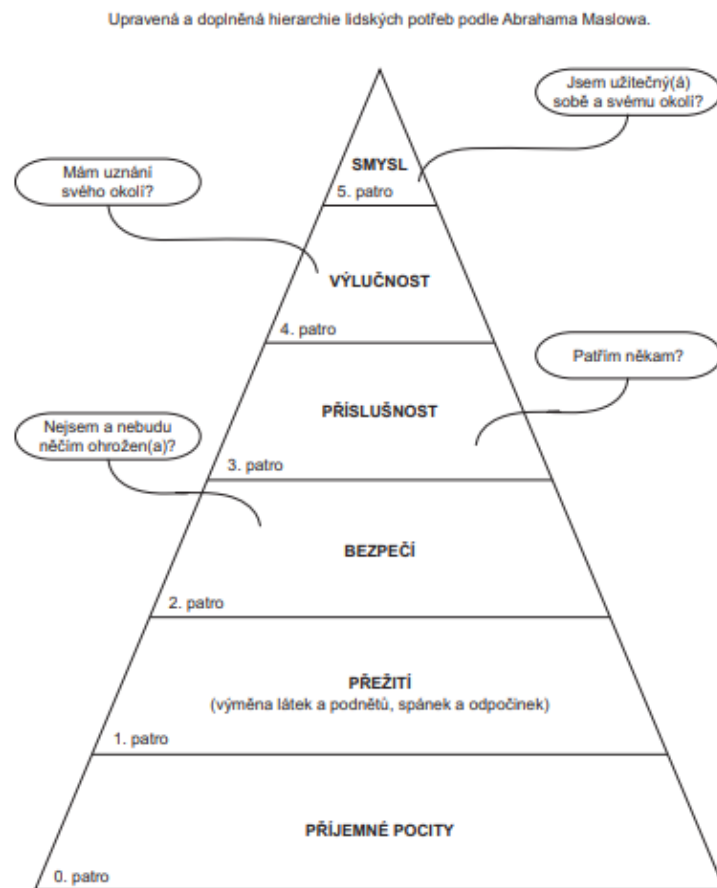 Upravená a doplněná hierarchie lidských potřeb podle Abrahama Maslowa.
Jsem užitečný(á)
sobě a svému okolí?
SMYSL
5. patro
Mám uznání
svého okolí?
VÝLUČNOST
4. patro
Patřím někam?
PŘÍSLUŠNOST
3. patro
Nejsem a nebudu
něčím ohrožen(a)?
BEZPEČÍ
2. patro
PŘEŽITÍ
(výměna látek a podnětů, spánek a odpočinek)
1. patro
PŘÍJEMNÉ POCITY
0. patro